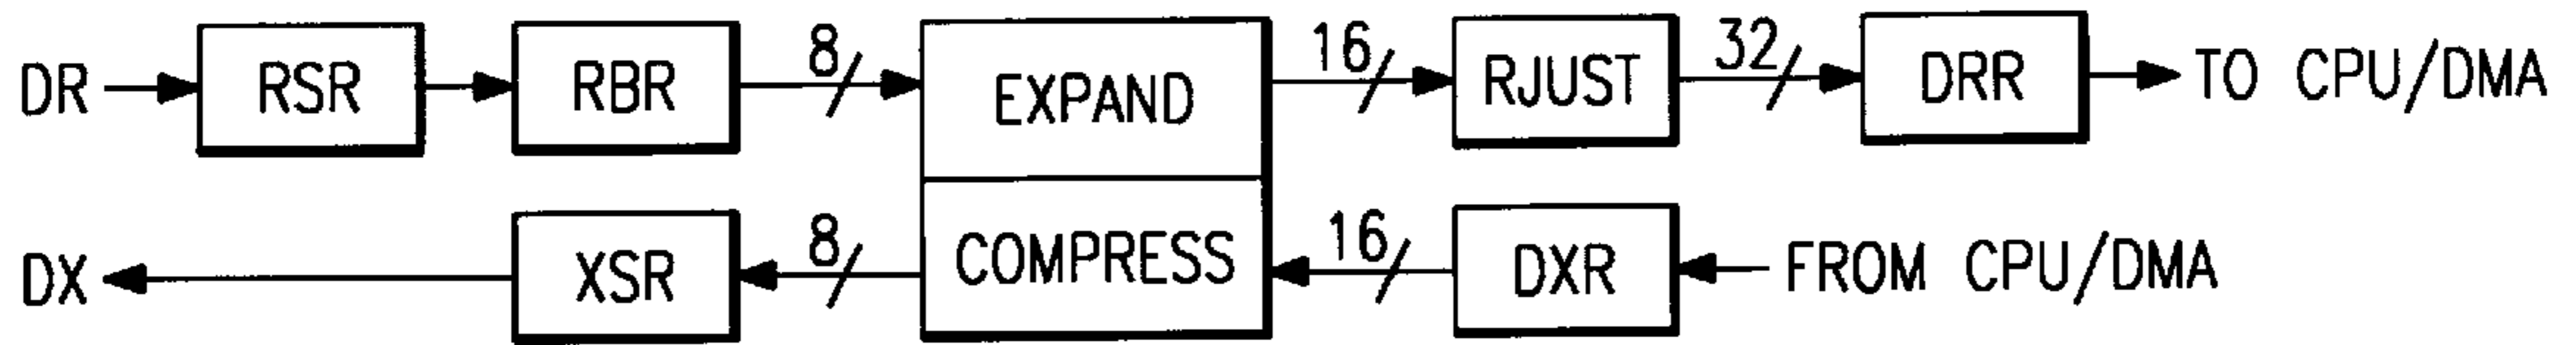 DR RSR RBR 8 EXPAND 16 RJUST 32 DRR TO CPU/DMA
DX XSR 8 COMPRESS 16 DXR FROM CPU/DMA